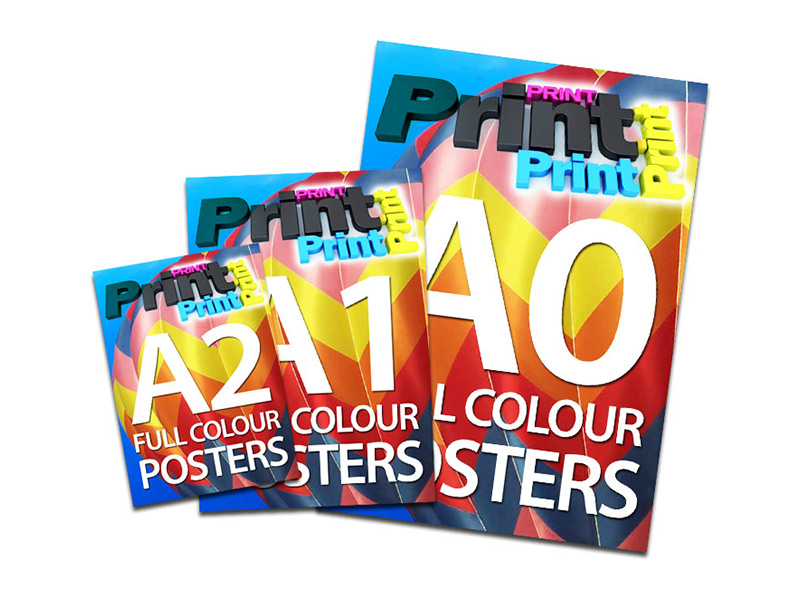 PRINT
Print
Print
Print
A2
FULL COLOUR
POSTERS
PRINT
Print
Print
Print
A1
COLOUR
STERS
PRINT
Print
Print
Print
A0
L COLOUR
OSTERS